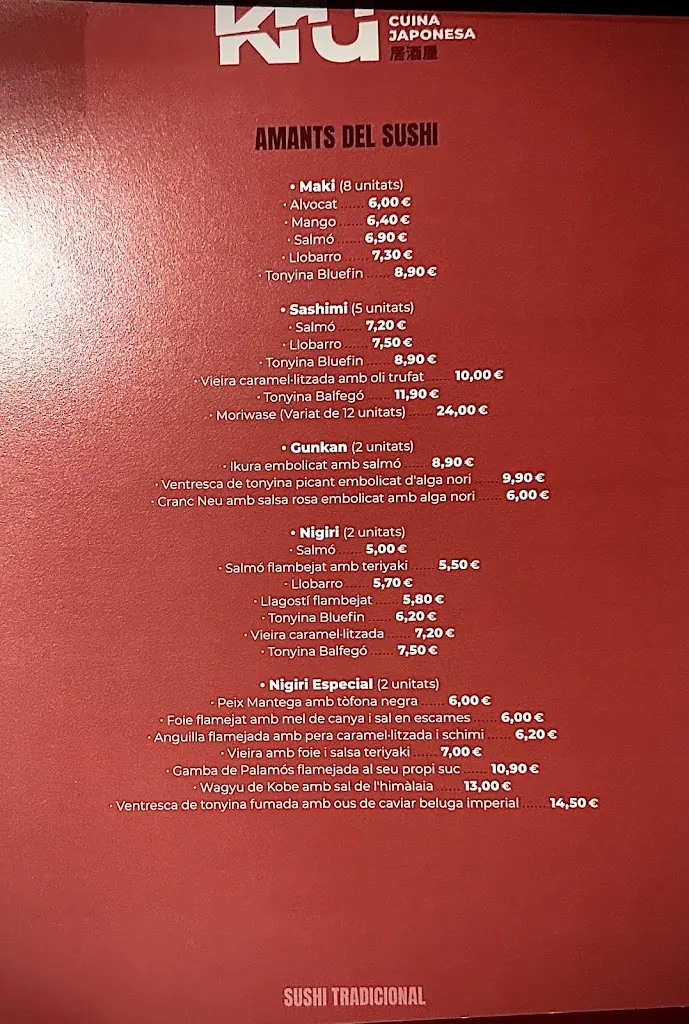 kru
CUINA
JAPONESA
居酒屋
AMANTS DEL SUSHI
• Maki (8 unitats)
· Alvocat ...... 6,00 €
· Mango ...... 6,40 €
· Salmó ...... 6,90 €
· Llobarro ...... 7,30 €
· Tonyina Bluefin ...... 8,90 €
• Sashimi (5 unitats)
· Salmó ...... 7,20 €
· Llobarro ...... 7,50 €
· Tonyina Bluefin ...... 8,90 €
· Vieira caramel·litzada amb oli trufat ...... 10,00 €
· Tonyina Balfegó ...... 11,90 €
· Moriwase (Variat de 12 unitats) ...... 24,00 €
• Gunkan (2 unitats)
· Ikura embolicat amb salmó ...... 8,90 €
· Ventresca de tonyina picant embolicat d'alga nori ...... 9,90 €
· Cranc Neu amb salsa rosa embolicat amb alga nori ...... 6,00 €
• Nigiri (2 unitats)
· Salmó ...... 5,00 €
· Salmó flambejat amb teriyaki ...... 5,50 €
· Llobarro ...... 5,70 €
· Llagostí flambejat ...... 5,80 €
· Tonyina Bluefin ...... 6,20 €
· Vieira caramel·litzada ...... 7,20 €
· Tonyina Balfegó ...... 7,50 €
• Nigiri Especial (2 unitats)
· Peix Mantega amb tòfona negra ...... 6,00 €
· Foie flamejat amb mel de canya i sal en escames ...... 6,00 €
· Anguilla flamejada amb pera caramel·litzada i schimi ...... 6,20 €
· Vieira amb foie i salsa teriyaki ...... 7,00 €
· Gamba de Palamós flamejada al seu propi suc ...... 10,90 €
· Wagyu de Kobe amb sal de l'himàlaia ...... 13,00 €
· Ventresca de tonyina fumada amb ous de caviar beluga imperial ...... 14,50 €
SUSHI TRADICIONAL